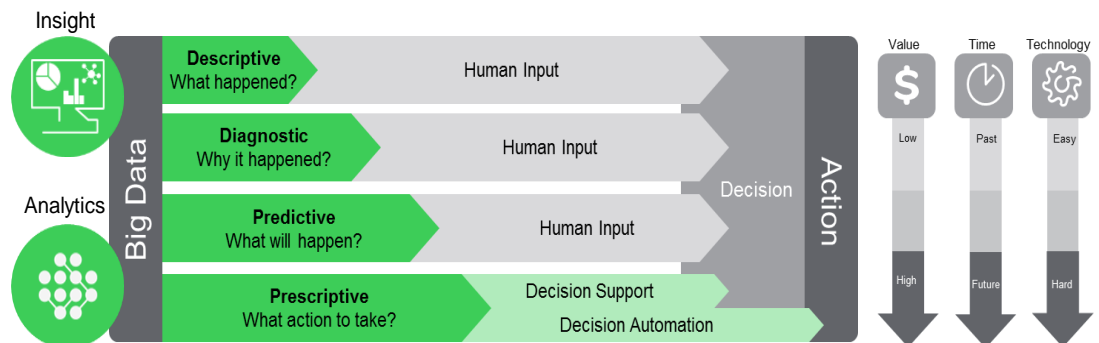 Insight
Analytics
Big Data
Descriptive
What happened?
Human Input
Diagnostic
Why it happened?
Human Input
Predictive
What will happen?
Human Input
Prescriptive
What action to take?
Decision Support
Decision Automation
Decision
Action
Value
Time
Technology
$
Low
Past
Easy
High
Future
Hard